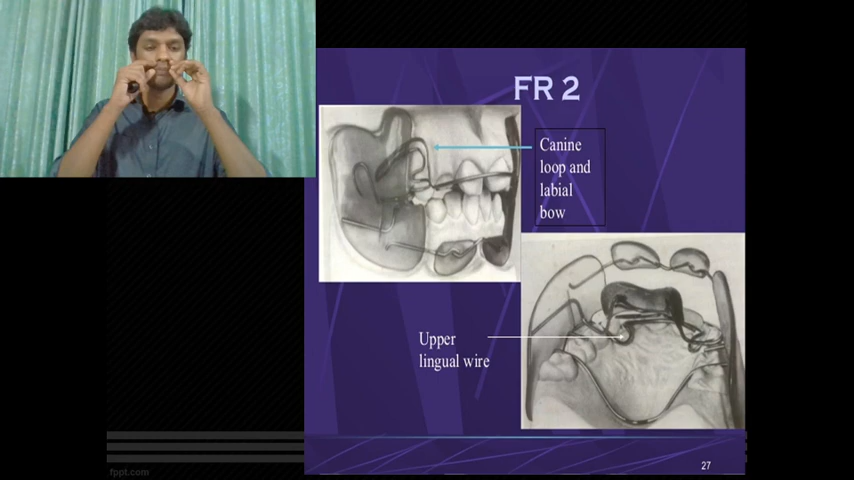 FR 2
Canine
loop and
labial
bow
Upper
lingual wire
27
fppt.com